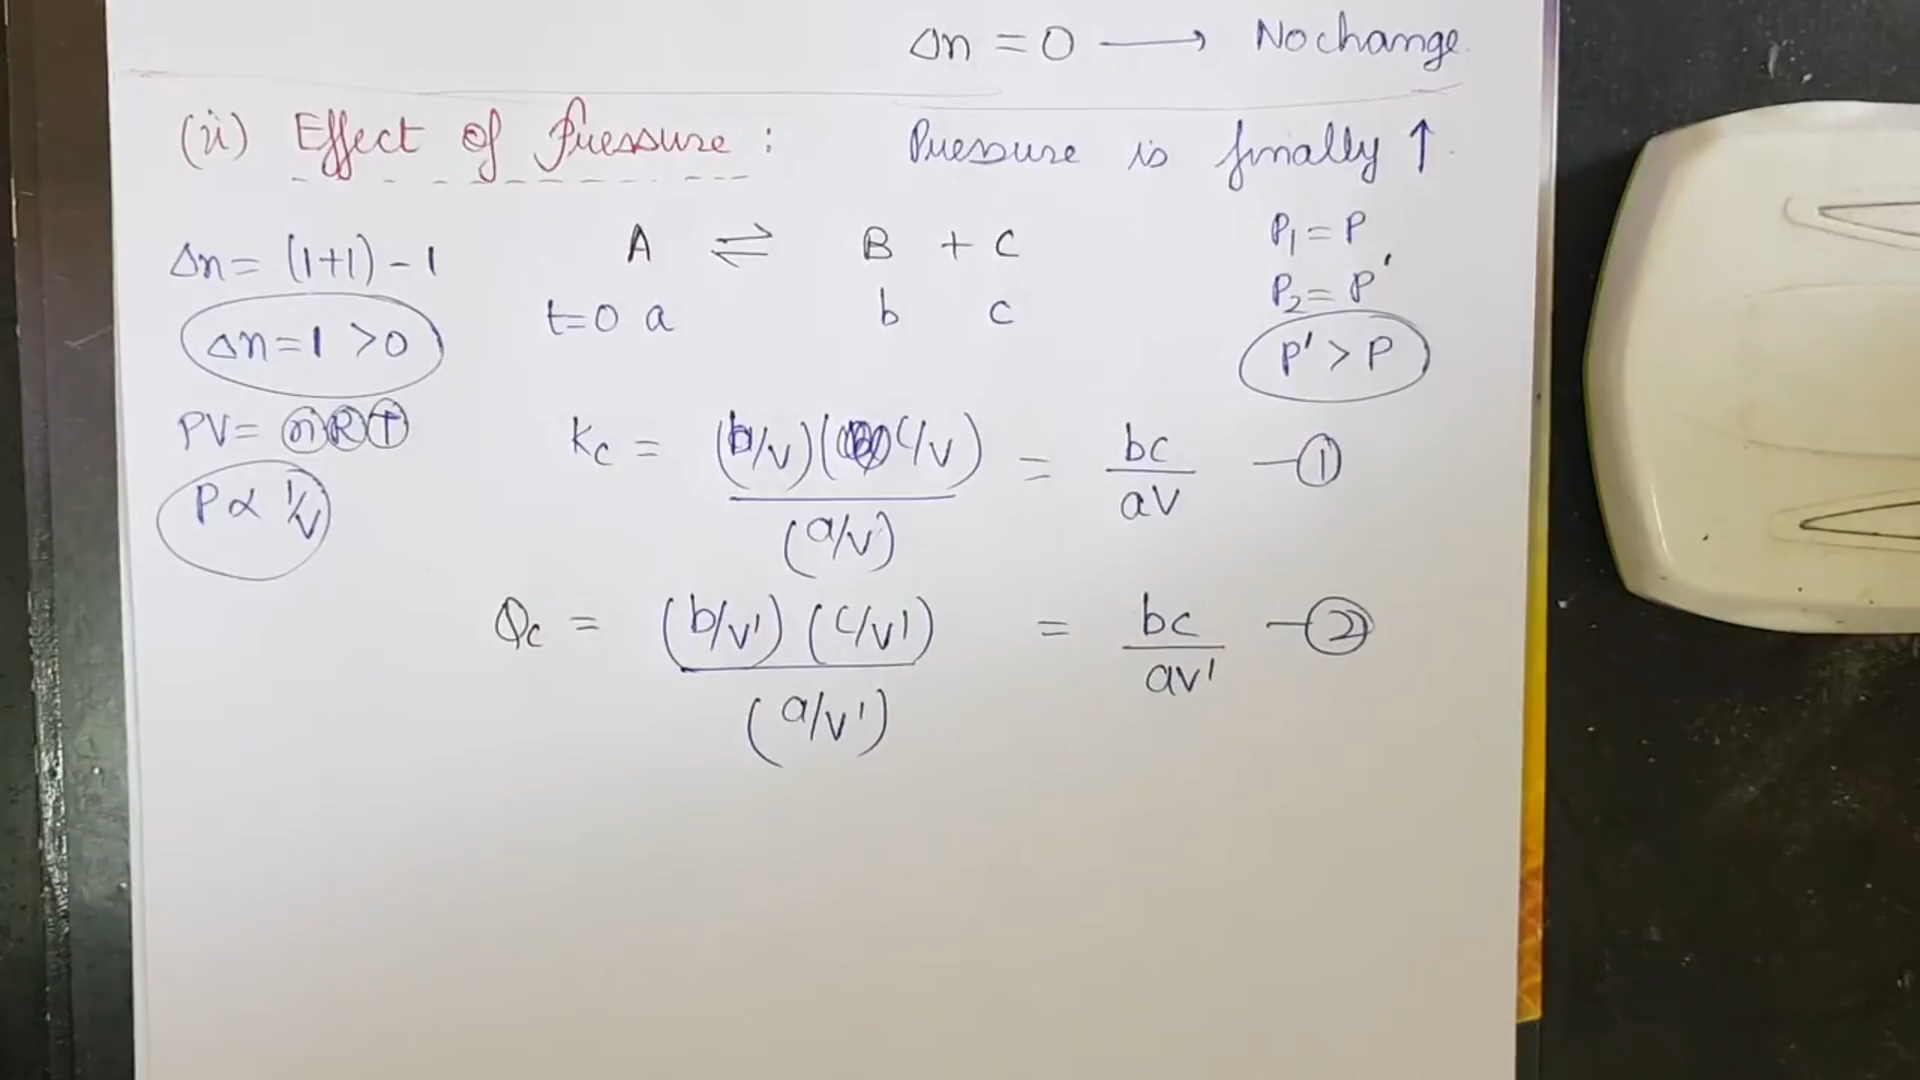 Δn = 0 ⟶ No change.
(ii) Effect of Pressure : Pressure is finally ↑.
Δn = (1+1) - 1
A ⇌ B + C
P₁ = P
t=0 a b c
P₂ = P'
Δn = 1 > 0
P' > P
PV = nRT
Kc = (b/v)(c/v) / (a/v) = bc / av — ①
P ∝ 1/V
Qc = (b/v') (c/v') / (a/v') = bc / av' — ②